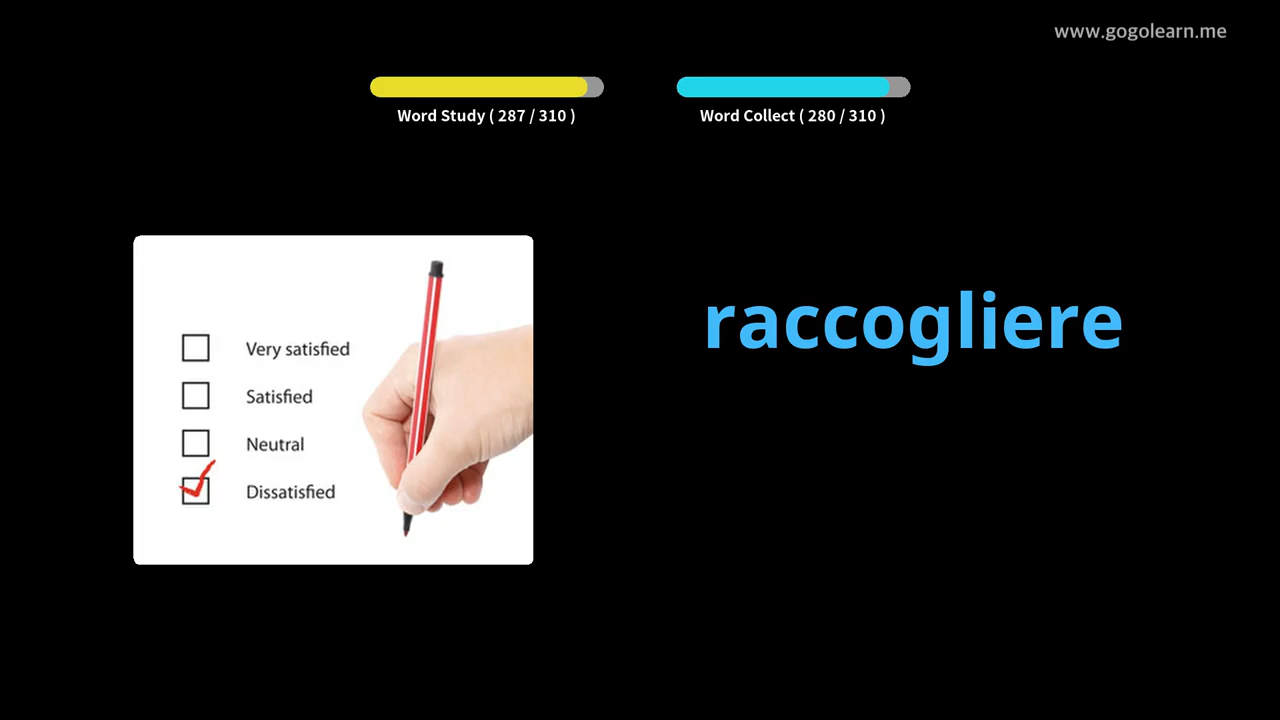 www.gogolearn.me
Word Study ( 287 / 310 )
Word Collect ( 280 / 310 )
Very satisfied
Satisfied
Neutral
Dissatisfied
raccogliere